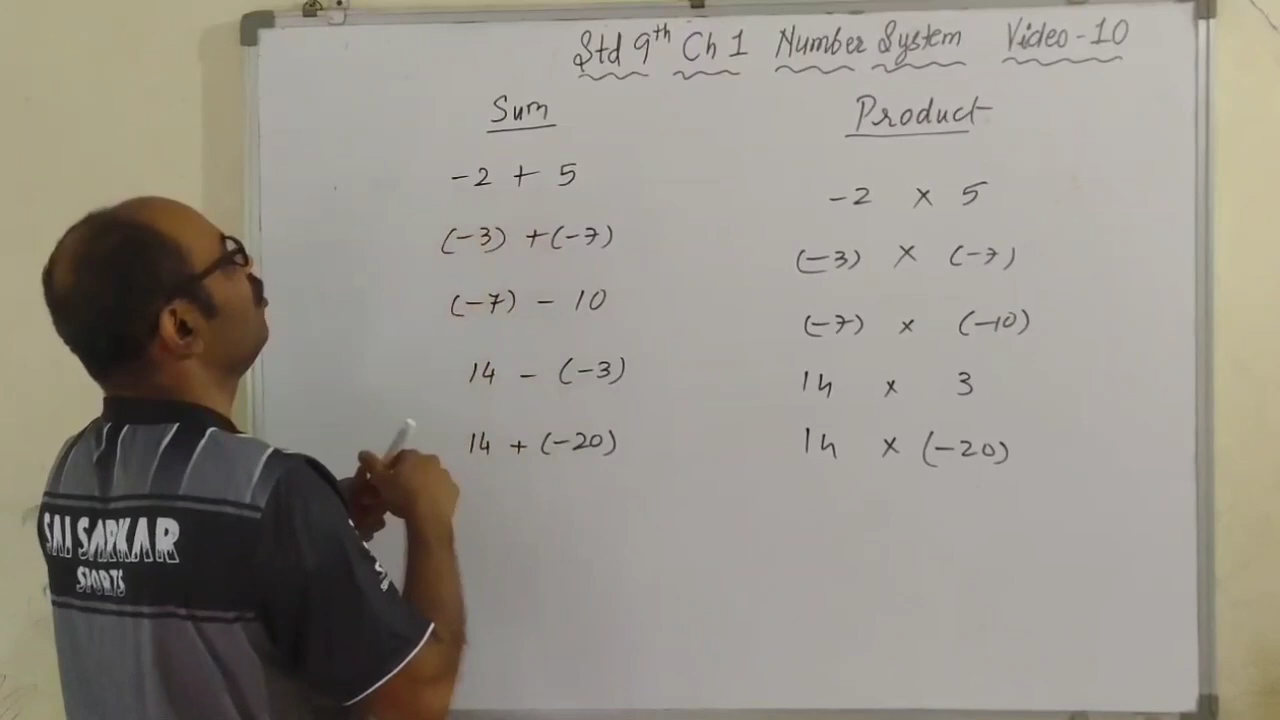 Std 9th Ch 1 Number System Video - 10
Sum
-2 + 5
(-3) + (-7)
(-7) - 10
14 - (-3)
14 + (-20)
Product
-2 × 5
(-3) × (-7)
(-7) × (-10)
14 × 3
14 × (-20)
SAI SARKAR
SPORTS